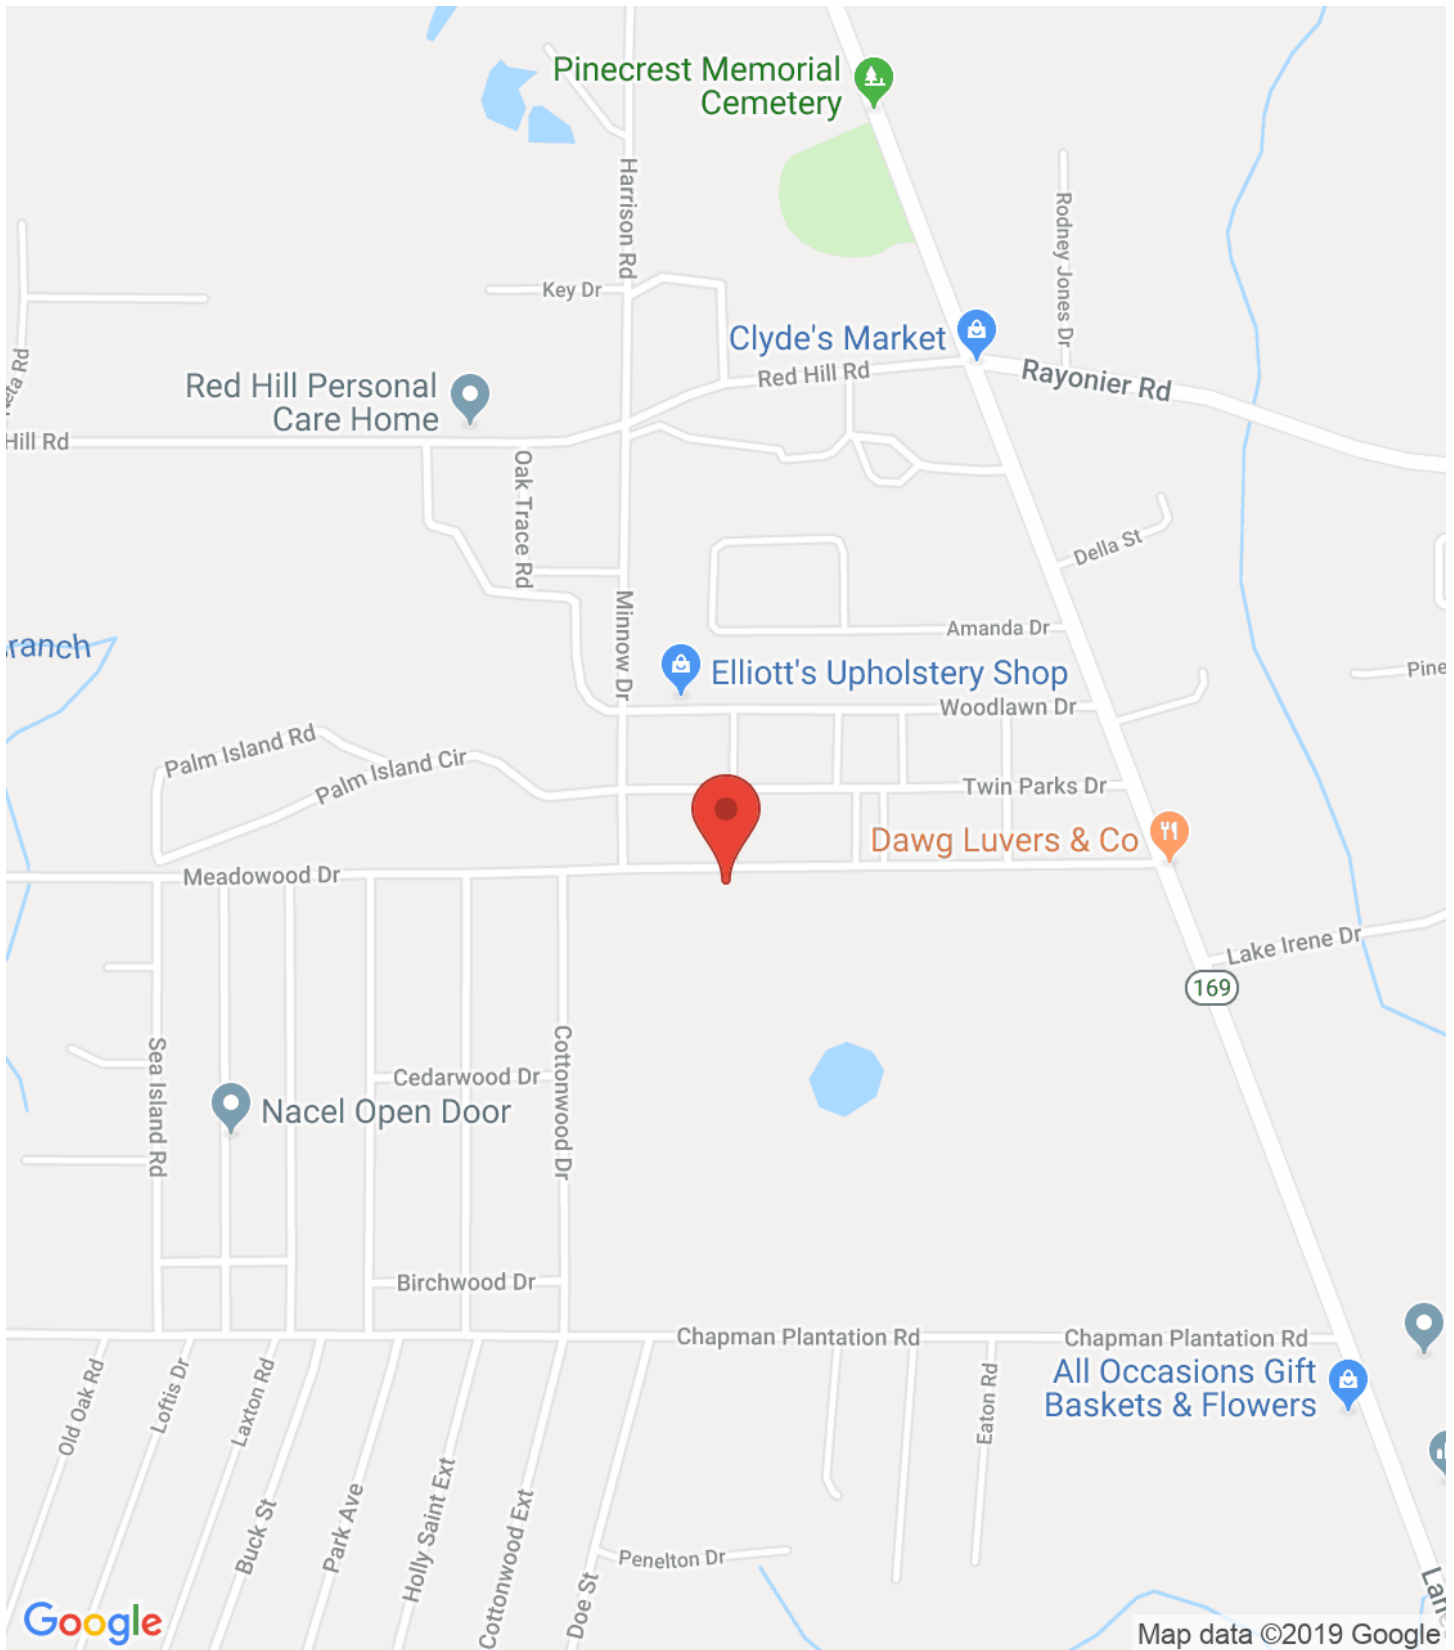 Pinecrest Memorial
Cemetery
Harrison Rd
Rodney Jones Dr
Key Dr
Clyde's Market
Red Hill Rd
Rayonier Rd
Red Hill Personal
Care Home
Hill Rd
Oak Trace Rd
Della St
Minnow Dr
Amanda Dr
Elliott's Upholstery Shop
Pine
Woodlawn Dr
Palm Island Rd
Palm Island Cir
Twin Parks Dr
Dawg Luvers & Co
Meadowood Dr
Lake Irene Dr
169
Sea Island Rd
Cottonwood Dr
Cedarwood Dr
Nacel Open Door
Birchwood Dr
Chapman Plantation Rd
Chapman Plantation Rd
All Occasions Gift
Baskets & Flowers
Old Oak Rd
Loftis Dr
Laxton Rd
Buck St
Park Ave
Holly Saint Ext
Cottonwood Ext
Doe St
Eaton Rd
Penelton Dr
Google
Map data ©2019 Google